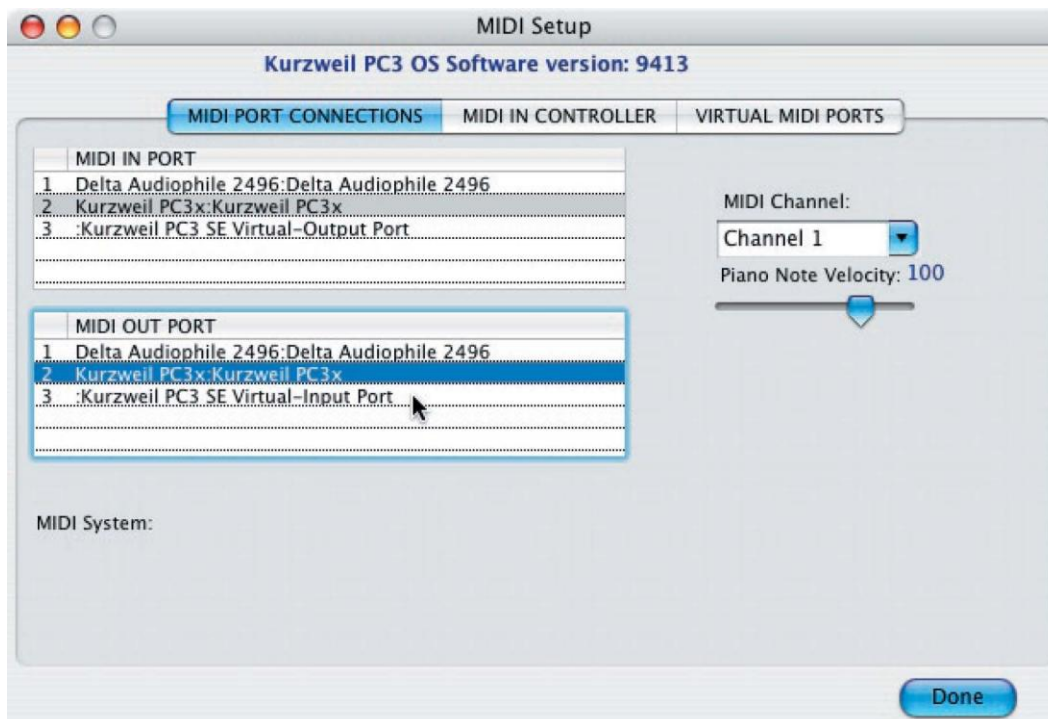 MIDI Setup
Kurzweil PC3 OS Software version: 9413
MIDI PORT CONNECTIONS MIDI IN CONTROLLER VIRTUAL MIDI PORTS
MIDI IN PORT
1 Delta Audiophile 2496:Delta Audiophile 2496
2 Kurzweil PC3x:Kurzweil PC3x
3 :Kurzweil PC3 SE Virtual-Output Port
MIDI Channel:
Channel 1
Piano Note Velocity: 100
MIDI OUT PORT
1 Delta Audiophile 2496:Delta Audiophile 2496
2 Kurzweil PC3x:Kurzweil PC3x
3 :Kurzweil PC3 SE Virtual-Input Port
MIDI System:
Done